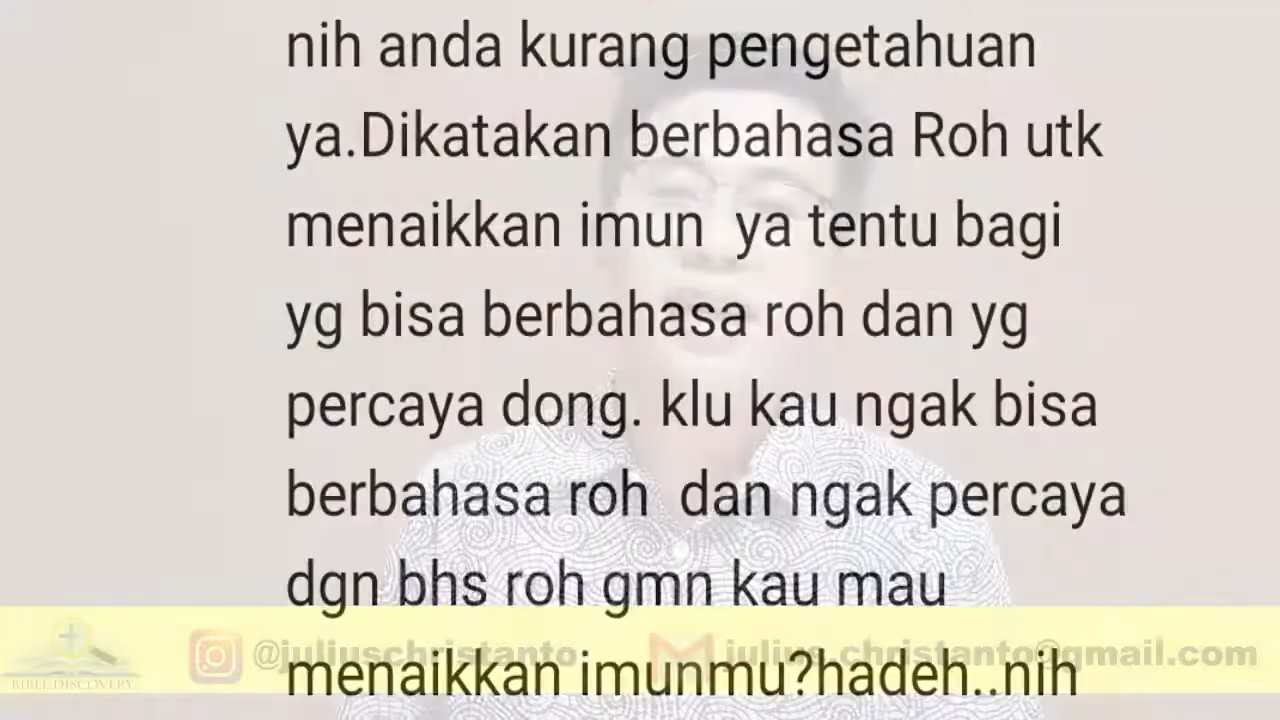 nih anda kurang pengetahuan
ya.Dikatakan berbahasa Roh utk
menaikkan imun ya tentu bagi
yg bisa berbahasa roh dan yg
percaya dong. klu kau ngak bisa
berbahasa roh dan ngak percaya
dgn bhs roh gmn kau mau
menaikkan imunmu?hadeh..nih
BIBLE DISCOVERY
@juliuschristanto
julius.christanto@gmail.com